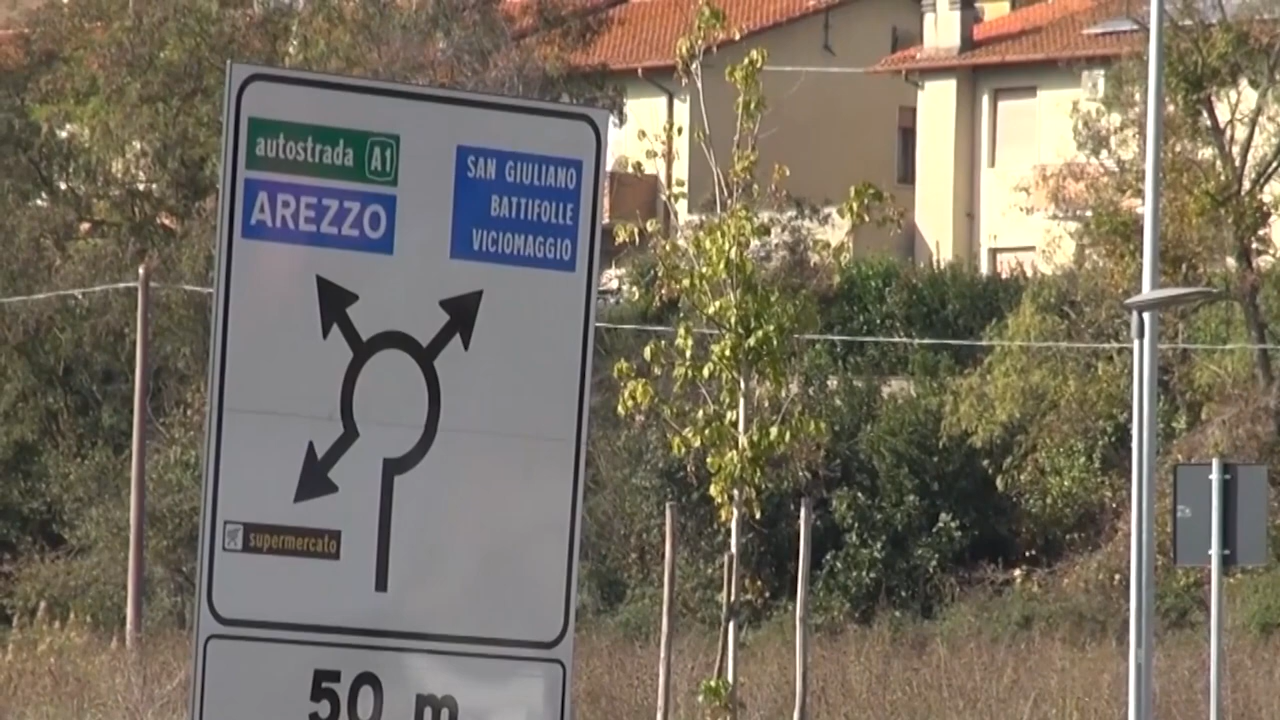 autostrada A1
AREZZO
SAN GIULIANO
BATTIFOLLE
VICIOMAGGIO
supermercato
50 m